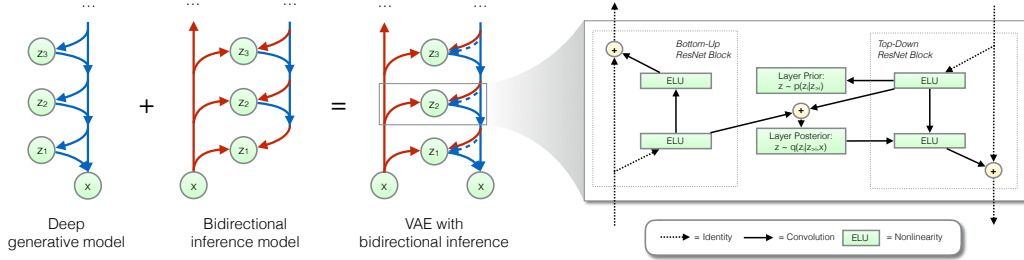 ... ... ...
z3 z3 z3
z2 z2 z2
z1 z1 z1
+ =
x x x x
Deep
generative model
Bidirectional
inference model
VAE with
bidirectional inference
Bottom-Up
ResNet Block
Top-Down
ResNet Block
+
ELU
ELU
Layer Prior:
z ~ p(zi|z>i)
+
Layer Posterior:
z ~ q(zi|z>i,x)
ELU
ELU
+
= Identity
= Convolution
ELU = Nonlinearity